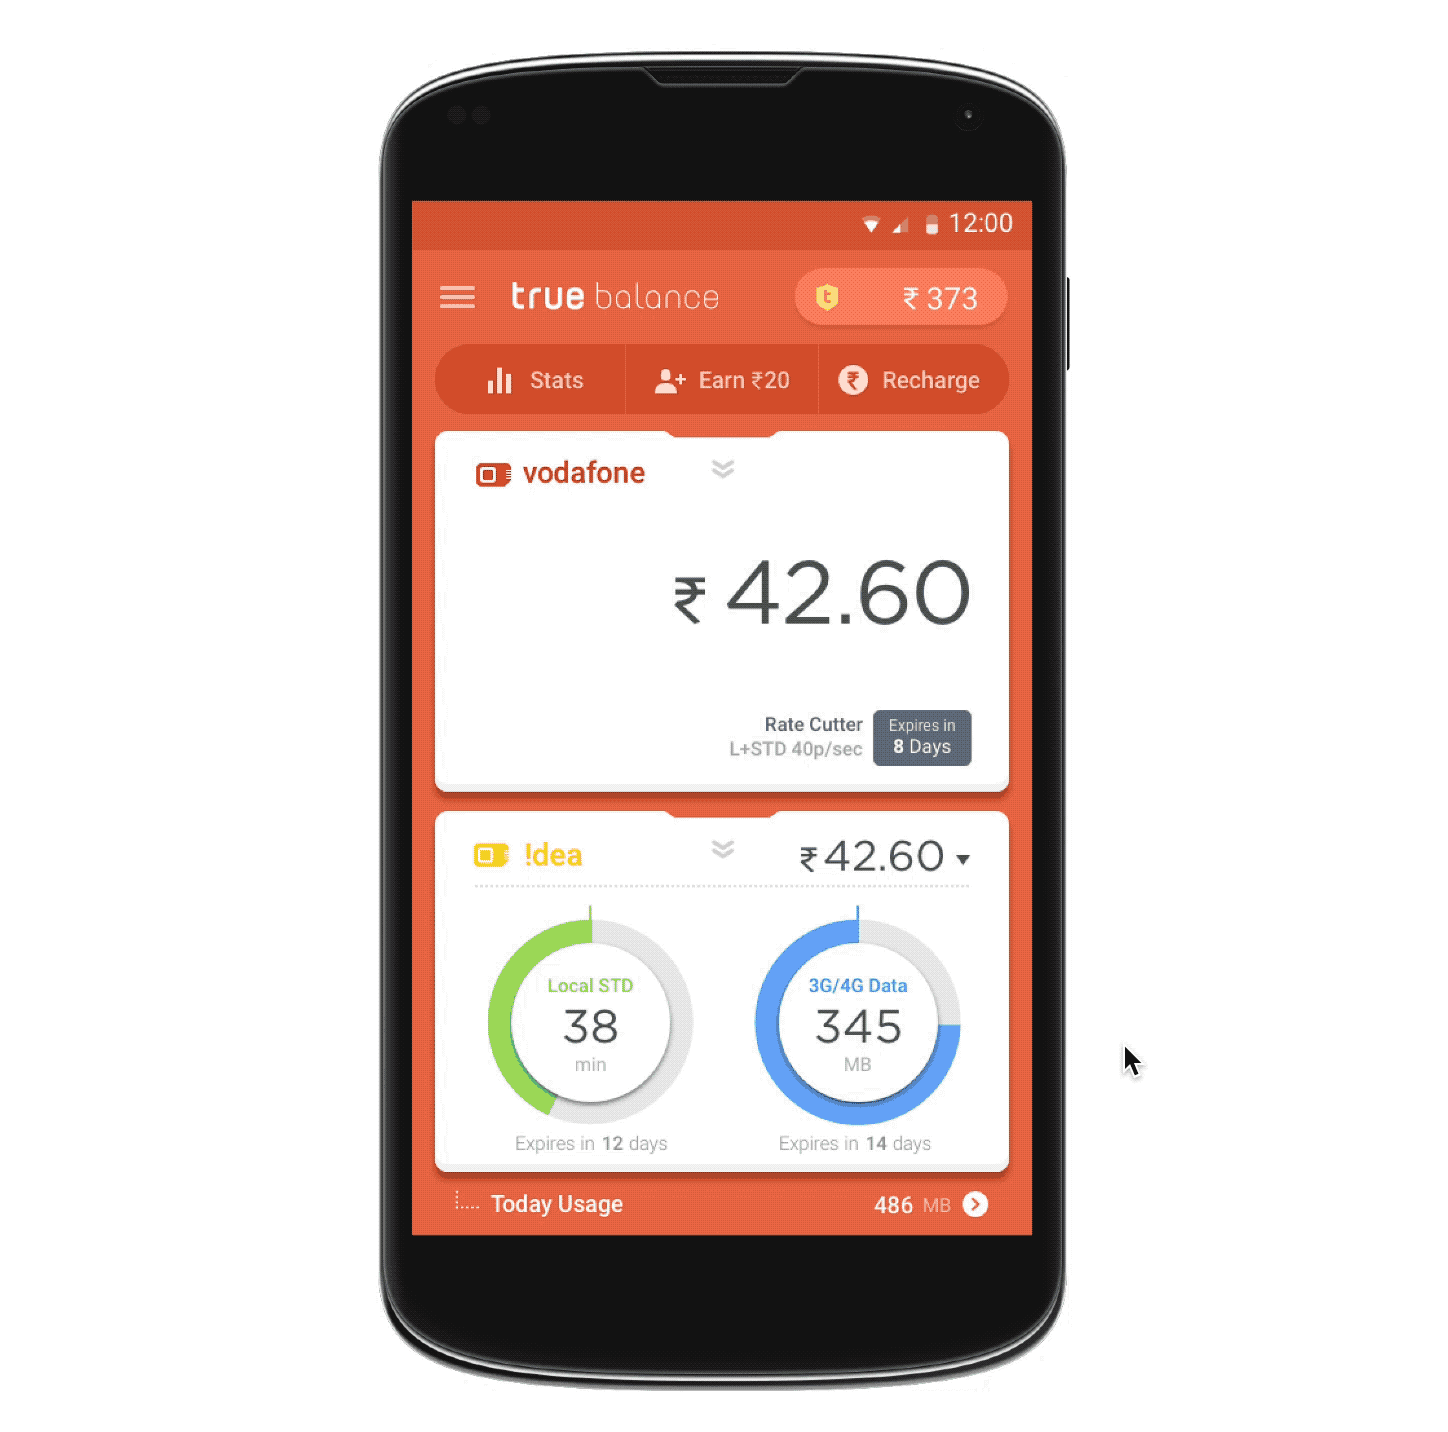 12:00
true balance
t
₹ 373
Stats
Earn ₹20
Recharge
vodafone
₹ 42.60
Rate Cutter
L+STD 40p/sec
Expires in
8 Days
!dea
₹ 42.60
Local STD
38
min
Expires in 12 days
3G/4G Data
345
MB
Expires in 14 days
Today Usage
486 MB